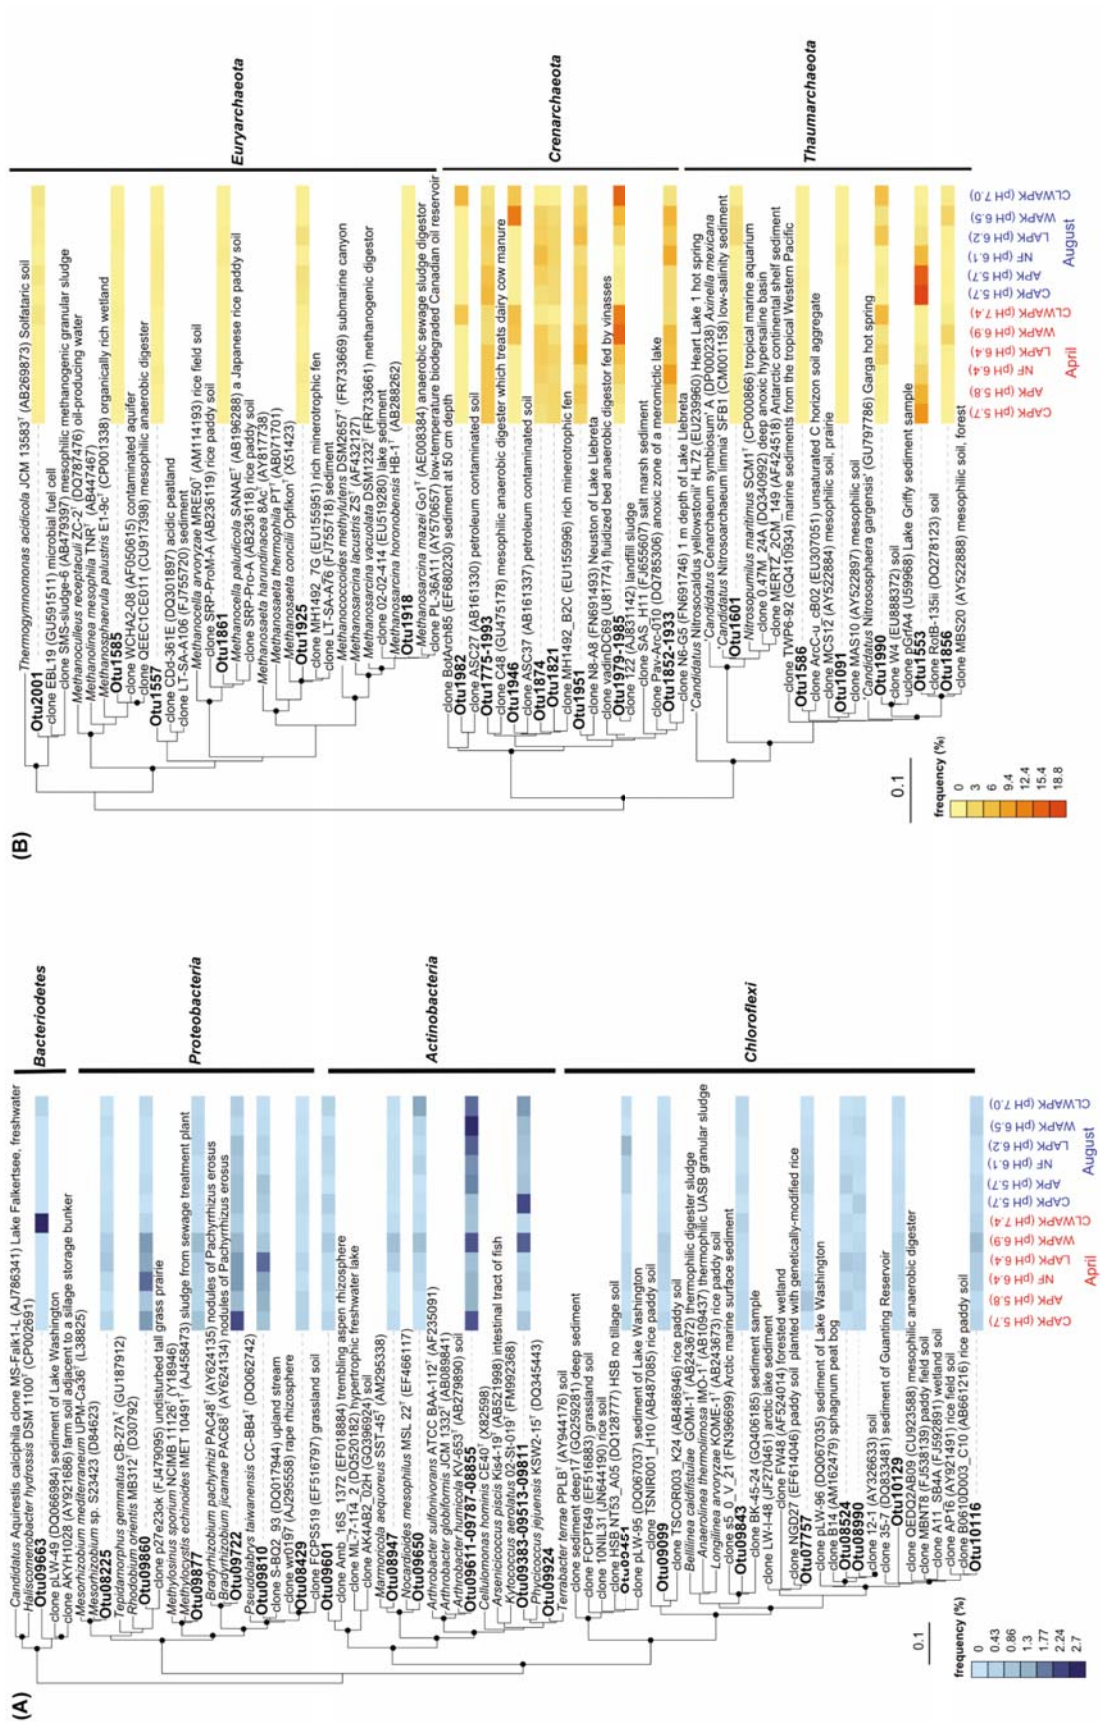 (A)
Candidatus Aquirestis calciphila clone MS-Falk1-L (AJ786341) Lake Falkertsee, freshwater
Haliscomenobacter hydrossis DSM 1100ᵀ (CP002691)
Otu09663
clone pLW-49 (DQ066984) sediment of Lake Washington
clone AKYH1028 (AY921686) farm soil adjacent to a silage storage bunker
Mesorhizobium mediterraneum UPM-Ca36ᵀ (L38825)
Mesorhizobium sp. S23423 (D84623)
Otu08225
Tepidamorphus gemmatus CB-27Aᵀ (GU187912)
Rhodobium orientis MB312ᵀ (D30792)
Otu09860
clone p27e23ok (FJ479095) undisturbed tall grass prairie
Methylosinus sporium NCIMB 11126ᵀ (Y18946)
Methylocystis echinoides IMET 10491ᵀ (AJ458473) sludge from sewage treatment plant
Otu09877
Bradyrhizobium pachyrhizi PAC48ᵀ (AY624135) nodules of Pachyrrhizus erosus
Bradyrhizobium jicamae PAC68ᵀ (AY624134) nodules of Pachyrrhizus erosus
Otu09722
Pseudolabrys taiwanensis CC-BB4ᵀ (DQ062742)
Otu09810
clone S-BQ2_93 (DQ017944) upland stream
clone wr0197 (AJ295558) rape rhizosphere
Otu08429
clone FCPS519 (EF516797) grassland soil
Otu09601
clone Amb_16S_1372 (EF018884) trembling aspen rhizosphere
clone ML-7-114_2 (DQ520182) hypertrophic freshwater lake
clone AK4AB2_02H (GQ396924) soil
Marmoricola aequoreus SST-45ᵀ (AM295338)
Otu08947
Nocardioides mesophilus MSL 22ᵀ (EF466117)
Otu09650
Arthrobacter sulfonivorans ATCC BAA-112ᵀ (AF235091)
Arthrobacter globiformis JCM 1332ᵀ (AB089841)
Arthrobacter humicola KV-653ᵀ (AB279890) soil
Otu09611-09787-08855
Cellulomonas hominis CE40ᵀ (X82598)
Arsenicicoccus piscis Kis4-19ᵀ (AB521998) intestinal tract of fish
Kytococcus aerolatus 02-St-019ᵀ (FM992368)
Otu09383-09513-09811
Phycicoccus jejuensis KSW2-15ᵀ (DQ345443)
Otu09924
Terrabacter terrae PPLBᵀ (AY944176) soil
clone sediment deep17 (GQ259281) deep sediment
clone FCPT649 (EF516883) grassland soil
clone 10NIL31 (JN644190) rice soil
clone HSB NT53_A05 (DQ128777) HSB no tillage soil
Otu09451
clone pLW-95 (DQ067037) sediment of Lake Washington
clone TSNIR001_H10 (AB487085) rice paddy soil
Otu09099
clone TSCOR003_K24 (AB486946) rice paddy soil
Bellilinea caldifistulae GOMI-1ᵀ (AB243672) thermophilic digester sludge
Anaerolinea thermolimosa IMO-1ᵀ (AB109437) thermophilic UASB granular sludge
Longilinea arvoryzae KOME-1ᵀ (AB243673) rice paddy soil
clone s5-7_0_V_21 (FN396699) Arctic marine surface sediment
Otu09843
clone BK-45-24 (GQ406185) sediment sample
clone LW-I-48 (JF270461) arctic lake sediment
clone FW48 (AF524014) forested wetland
clone NGD27 (EF614046) paddy soil planted with genetically-modified rice
Otu07757
clone pLW-96 (DQ067035) sediment of Lake Washington
clone B14 (AM162479) sphagnum peat bog
Otu08524
Otu08990
clone 12-1 (AY326633) soil
clone 35-7 (DQ833481) sediment of Guanting Reservoir
Otu10129
clone QEDQ2AB09 (CU923588) mesophilic anaerobic digester
clone MENT8 (FJ538139) paddy field soil
clone A11_SB4A (FJ592891) wetland soil
clone AP16 (AY921491) rice field soil
clone B0610D003_C10 (AB661216) rice paddy soil
Otu10116
Bacteriodetes
Proteobacteria
Actinobacteria
Chloroflexi
CAPK (pH 5.7)
APK (pH 5.8)
NF (pH 6.4)
LAPK (pH 6.4)
WAPK (pH 6.9)
CLWAPK (pH 7.4)
CAPK (pH 5.7)
APK (pH 5.7)
NF (pH 6.1)
LAPK (pH 6.2)
WAPK (pH 6.5)
CLWAPK (pH 7.0)
April
August
0.1
frequency (%)
0
0.43
0.86
1.3
1.77
2.24
2.7
(B)
Thermogymnomonas acidicola JCM 13583ᵀ (AB269873) Solfataric soil
Otu2001
clone EBL19 (GU591511) microbial fuel cell
clone SMS-sludge-6 (AB479397) mesophilic methanogenic granular sludge
Methanoculleus receptaculi ZC-2ᵀ (DQ787476) oil-producing water
Methanolinea mesophila TNRᵀ (AB447467)
Methanosphaerula palustris E1-9cᵀ (CP001338) organically rich wetland
Otu1585
clone WCHA2-08 (AF050615) contaminated aquifer
clone QEEC1CE011 (CU917398) mesophilic anaerobic digester
Otu1557
clone CDd-361E (DQ301897) acidic peatland
clone LT-SA-A106 (FJ755720) sediment
Methanocella arvoryzae MRE50ᵀ (AM114193) rice field soil
clone SRP-ProM-A (AB236119) rice paddy soil
Otu1861
Methanocella paludicola SANAEᵀ (AB196288) a Japanese rice paddy soil
clone SRP-Pro-A (AB236118) rice paddy soil
Methanosaeta harundinacea 8Acᵀ (AY817738)
Methanosaeta thermophila PTᵀ (AB071701)
Methanosaeta concilii Opfikonᵀ (X51423)
Otu1925
clone MH1492_7G (EU155951) rich minerotrophic fen
clone LT-SA-A76 (FJ755718) sediment
Methanococcoides methylutens DSM2657ᵀ (FR733669) submarine canyon
Methanosarcina lacustris ZSᵀ (AF432127)
Methanosarcina vacuolata DSM1232ᵀ (FR733661) methanogenic digester
clone 02-02-414 (EU519280) lake sediment
Methanosarcina horonobensis HB-1ᵀ (AB288262)
Otu1918
Methanosarcina mazei Go1ᵀ (AE008384) anaerobic sewage sludge digestor
clone PL-36A11 (AY570657) low-temperature biodegraded Canadian oil reservoir
clone BolotArchB5 (EF680230) sediment at 50 cm depth
Otu1982
clone ASC27 (AB161330) petroleum contaminated soil
Otu1775-1993
clone C48 (GU475178) mesophilic anaerobic digester which treats dairy cow manure
Otu1946
clone ASC37 (AB161337) petroleum contaminated soil
Otu1874
Otu1821
clone MH1492_B2C (EU155996) rich minerotrophic fen
Otu1951
clone N8-A8 (FN691493) Neuston of Lake Llebreta
clone vadinDC69 (U81774) fluidized bed anaerobic digestor fed by vinasses
Otu1979-1985
clone T22 (AJ831142) landfill sludge
clone SAS_H11 (FJ655607) salt marsh sediment
clone Pav-Arc-010 (DQ785306) anoxic zone of a meromictic lake
Otu1852-1933
clone N6-G5 (FN691746) 1 m depth of Lake Llebreta
'Candidatus Nitrosocaldus yellowstonii' HL72 (EU239960) Heart Lake 1 hot spring
'Candidatus Cenarchaeum symbiosum' A (DP000238) Axinella mexicana
'Candidatus Nitrosoarchaeum limnia' SFB1 (CM001158) low-salinity sediment
Otu1601
Nitrosopumilus maritimus SCM1ᵀ (CP000866) tropical marine aquarium
clone 0.47M_24A (DQ340992) deep anoxic hypersaline basin
clone MERTZ_2CM_149 (AF424518) Antarctic continental shelf sediment
clone TWP6-92 (GQ410934) marine sediments from the tropical Western Pacific
Otu1586
clone ArcC-u_cB02 (EU307051) unsaturated C horizon soil aggregate
clone MCS12 (AY522884) mesophilic soil, prairie
Otu1081
clone MAS10 (AY522897) mesophilic soil
'Candidatus Nitrososphaera gargensis' (GU797786) Garga hot spring
Otu1990
clone W4 (EU888372) soil
clone pGrfA4 (U59968) Lake Griffy sediment sample
Otu1553
clone RotB-135ii (DQ278123) soil
Otu1856
clone MBS20 (AY522888) mesophilic soil, forest
Euryarchaeota
Crenarchaeota
Thaumarchaeota
CAPK (pH 5.7)
APK (pH 5.8)
NF (pH 6.4)
LAPK (pH 6.4)
WAPK (pH 6.9)
CLWAPK (pH 7.4)
CAPK (pH 5.7)
APK (pH 5.7)
NF (pH 6.1)
LAPK (pH 6.2)
WAPK (pH 6.5)
CLWAPK (pH 7.0)
April
August
0.1
frequency (%)
0
3
6
9.4
12.4
15.4
18.8